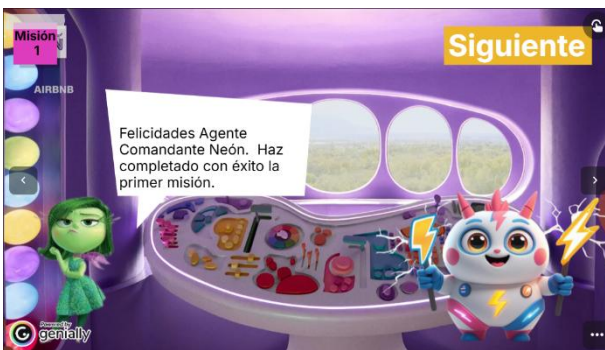 Misión
1
Siguiente
AIRBNB
Felicidades Agente
Comandante Neón.  Haz
completado con éxito la
primer misión.
Powered by
genially